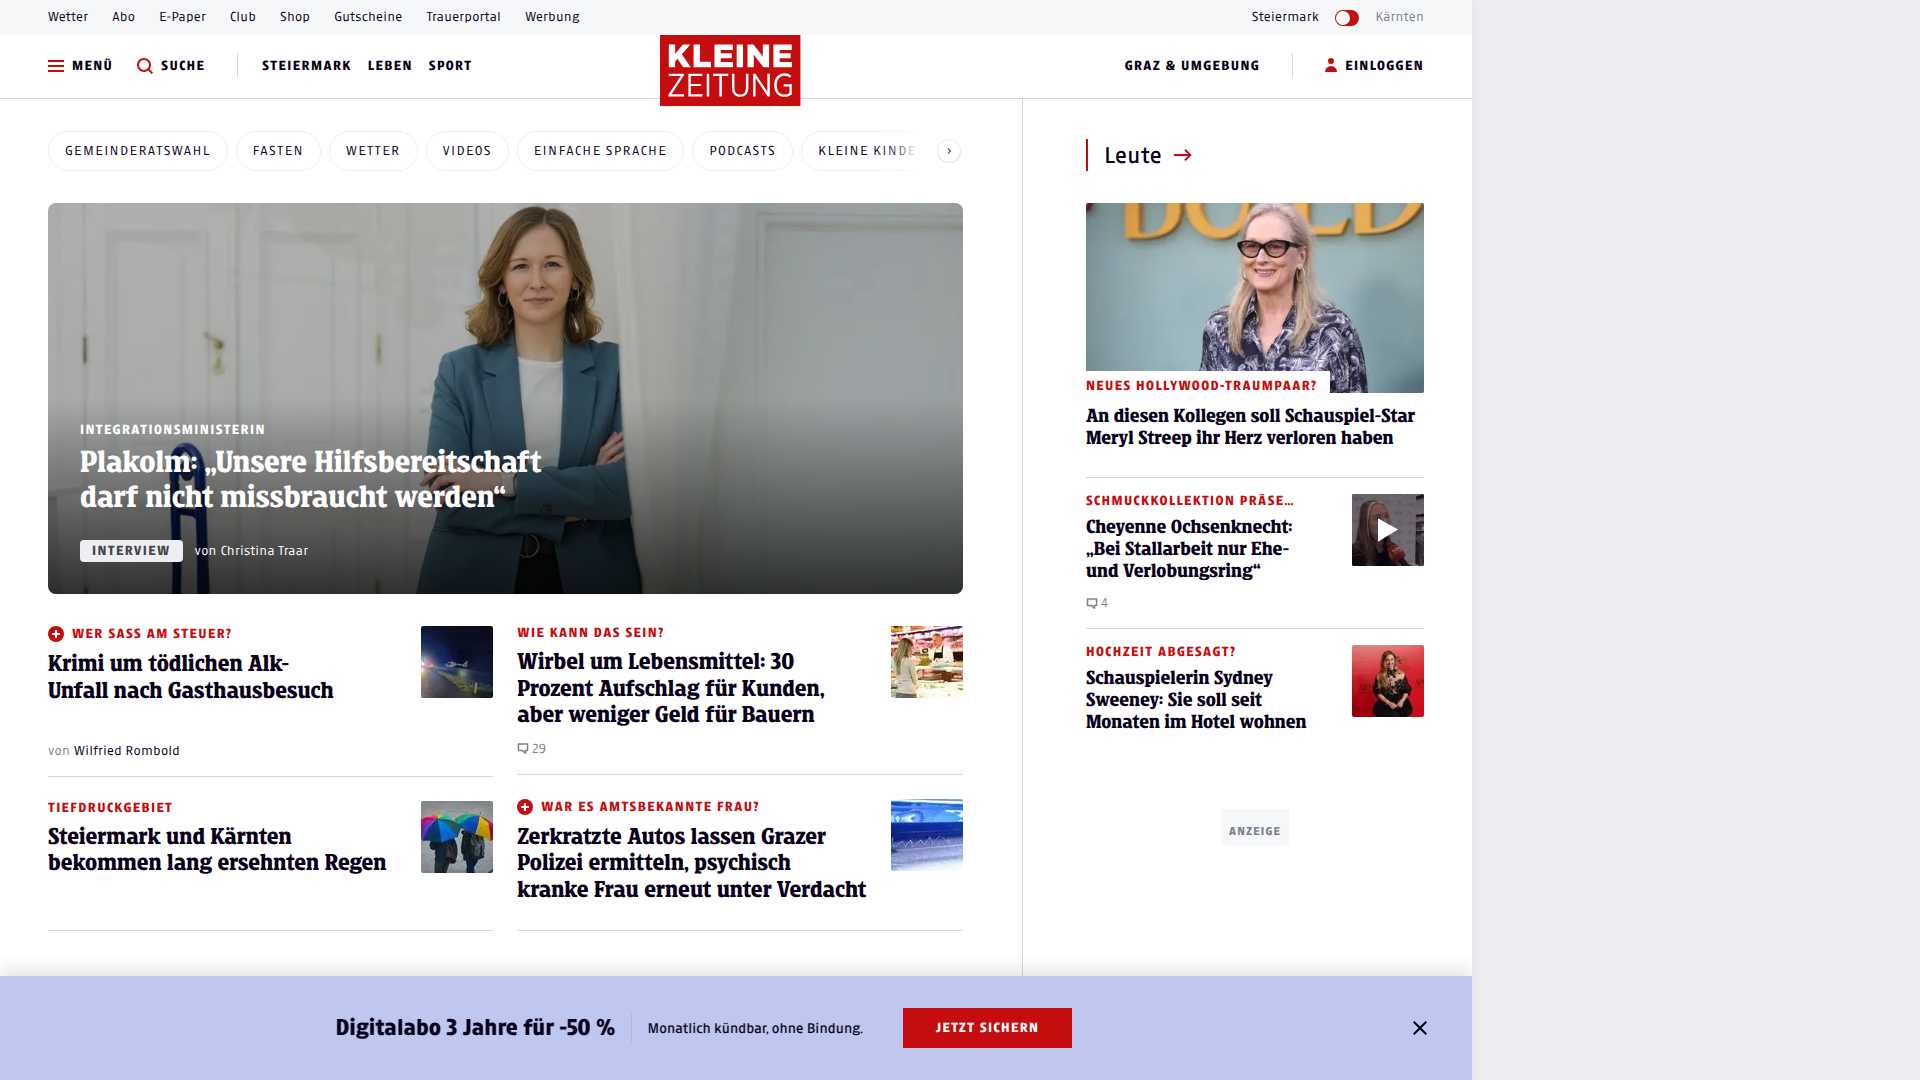 Wetter Abo E-Paper Club Shop Gutscheine Trauerportal Werbung Steiermark Kärnten
MENÜ SUCHE STEIERMARK LEBEN SPORT KLEINE ZEITUNG GRAZ & UMGEBUNG EINLOGGEN
GEMEINDERATSWAHL FASTEN WETTER VIDEOS EINFACHE SPRACHE PODCASTS KLEINE KINDE
INTEGRATIONSMINISTERIN
Plakolm: „Unsere Hilfsbereitschaft
darf nicht missbraucht werden“
INTERVIEW von Christina Traar
WER SASS AM STEUER?
Krimi um tödlichen Alk-
Unfall nach Gasthausbesuch
von Wilfried Rombold
WIE KANN DAS SEIN?
Wirbel um Lebensmittel: 30
Prozent Aufschlag für Kunden,
aber weniger Geld für Bauern
29
TIEFDRUCKGEBIET
Steiermark und Kärnten
bekommen lang ersehnten Regen
WAR ES AMTSBEKANNTE FRAU?
Zerkratzte Autos lassen Grazer
Polizei ermitteln, psychisch
kranke Frau erneut unter Verdacht
Leute
NEUES HOLLYWOOD-TRAUMPAAR?
An diesen Kollegen soll Schauspiel-Star
Meryl Streep ihr Herz verloren haben
SCHMUCKKOLLEKTION PRÄSE…
Cheyenne Ochsenknecht:
„Bei Stallarbeit nur Ehe-
und Verlobungsring“
4
HOCHZEIT ABGESAGT?
Schauspielerin Sydney
Sweeney: Sie soll seit
Monaten im Hotel wohnen
ANZEIGE
Digitalabo 3 Jahre für -50 % Monatlich kündbar, ohne Bindung. JETZT SICHERN